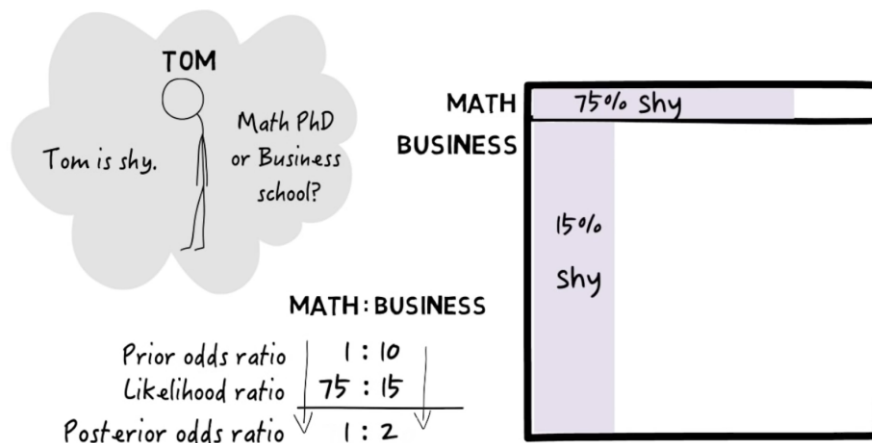 TOM
Tom is shy.
Math PhD
or Business
school?
MATH
75% Shy
BUSINESS
15%
Shy
MATH : BUSINESS
Prior odds ratio 1 : 10
Likelihood ratio 75 : 15
Posterior odds ratio 1 : 2